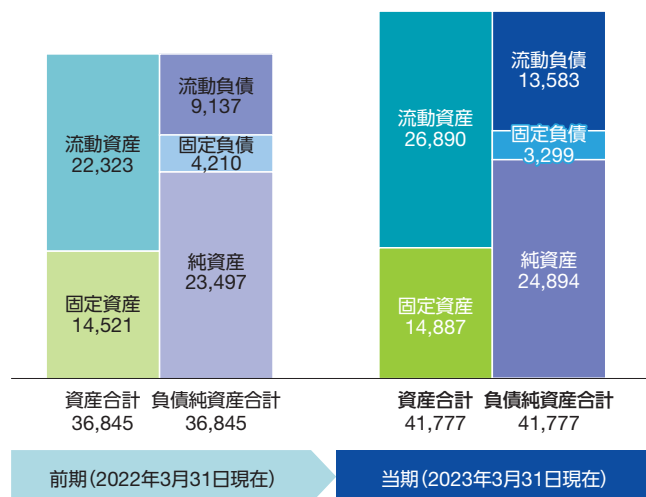 流動資産
22,323
固定資産
14,521
流動負債
9,137
固定負債
4,210
純資産
23,497
資産合計
36,845
負債純資産合計
36,845
前期(2022年3月31日現在)
流動資産
26,890
固定資産
14,887
流動負債
13,583
固定負債
3,299
純資産
24,894
資産合計
41,777
負債純資産合計
41,777
当期(2023年3月31日現在)